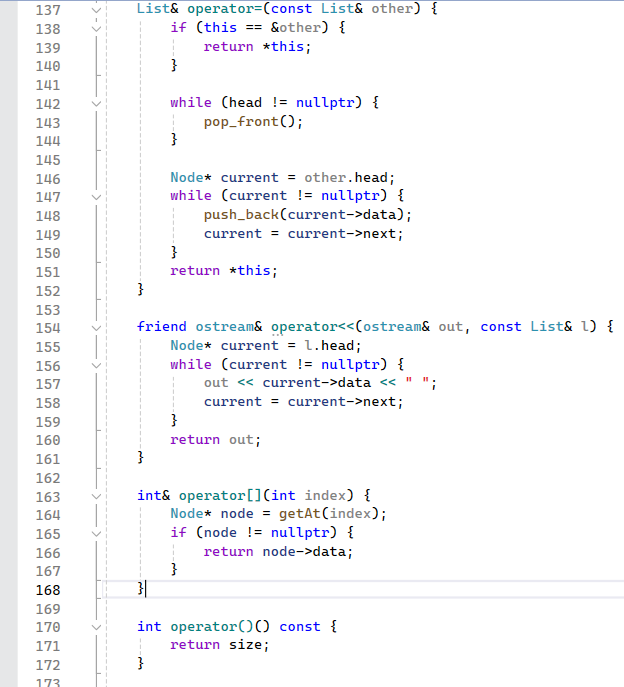 137 List& operator=(const List& other) {
138 if (this == &other) {
139 return *this;
140 }
141
142 while (head != nullptr) {
143 pop_front();
144 }
145
146 Node* current = other.head;
147 while (current != nullptr) {
148 push_back(current->data);
149 current = current->next;
150 }
151 return *this;
152 }
153
154 friend ostream& operator<<(ostream& out, const List& l) {
155 Node* current = l.head;
156 while (current != nullptr) {
157 out << current->data << " ";
158 current = current->next;
159 }
160 return out;
161 }
162
163 int& operator[](int index) {
164 Node* node = getAt(index);
165 if (node != nullptr) {
166 return node->data;
167 }
168 }
169
170 int operator()() const {
171 return size;
172 }
173